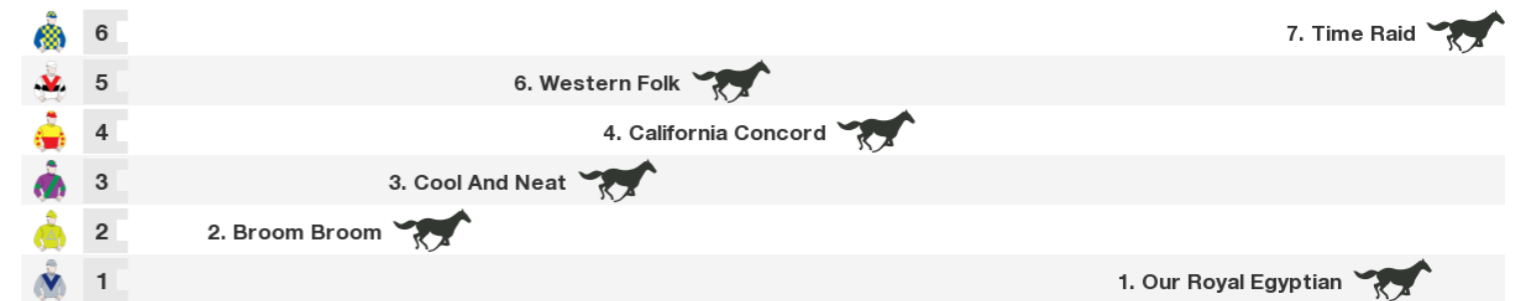 6 7. Time Raid
5 6. Western Folk
4 4. California Concord
3 3. Cool And Neat
2 2. Broom Broom
1 1. Our Royal Egyptian